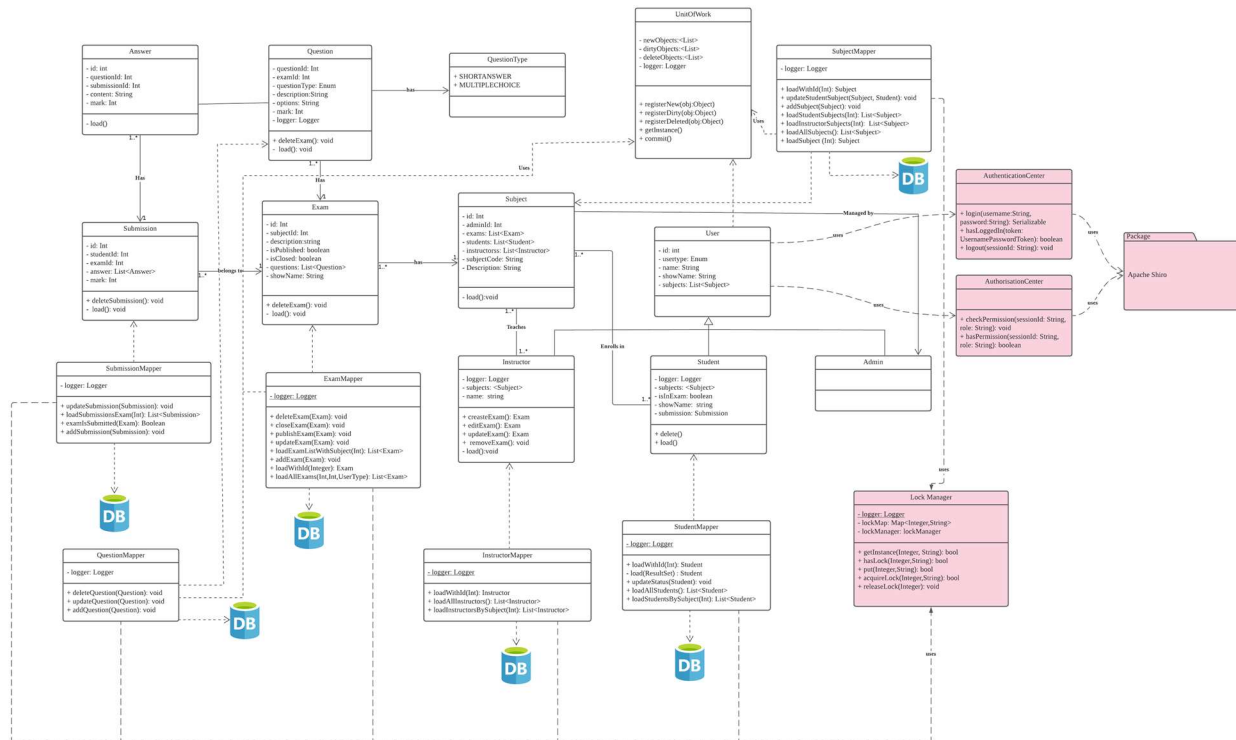 UnitOfWork
- newObjects:<List>
- dirtyObjects:<List>
- deleteObjects:<List>
- logger: Logger
+ registerNew(obj:Object)
+ registerDirty(obj:Object)
+ registerDeleted(obj:Object)
+ getInstance()
+ commit()
Answer
- id: int
- questionId: Int
- submissionId: Int
- content: String
- mark: Int
- load()
Question
- questionId: Int
- examId: Int
- questionType: Enum
- description:String
- options: String
- mark: Int
- logger: Logger
+ deleteExam(): void
- load(): void
has
QuestionType
+ SHORTANSWER
+ MULTIPLECHOICE
SubjectMapper
- logger: Logger
+ loadWithId(Int): Subject
+ updateStudentSubject(Subject, Student): void
+ addSubject(Subject): void
+ loadStudentSubjects(Int): List<Subject>
+ loadInstructorSubjects(Int): List<Subject>
+ loadAllSubjects(): List<Subject>
+ loadSubject (Int): Subject
Uses
DB
1..*
Has
1
1..*
Has
1
Uses
Submission
- id: Int
- studentId: Int
- examId: Int
- answer: List<Answer>
- mark: Int
+ deleteSubmission(): void
- load(): void
1..*
belongs to
1
Exam
- id: Int
- subjectId: Int
- description:string
- isPublished: boolean
- isClosed: boolean
- questions: List<Question>
- showName: String
+ deleteExam(): void
- load(): void
1..*
has
1..*
Subject
- id: Int
- adminId: Int
- exams: List<Exam>
- students: List<Student>
- instructorss: List<Instructor>
- subjectCode: String
- Description: String
- load():void
1..*
1..*
Teaches
1..*
Enrolls in
1..*
Managed by
User
- id: int
- usertype: Enum
- name: String
- showName: String
- subjects: List<Subject>
uses
uses
AuthenticationCenter
+ login(username:String,
password:String): Serializable
+ hasLoggedIn(token:
UsernamePasswordToken): boolean
+ logout(sessionId: String): void
uses
AuthorisationCenter
+ checkPermission(sessionId: String,
role: String): void
+ hasPermission(sessionId: String,
role: String): boolean
uses
Package
Apache Shiro
SubmissionMapper
- logger: Logger
+ updateSubmission(Submission): void
+ loadSubmissionsExam(Int): List<Submission>
+ examIsSubmitted(Exam): Boolean
+ addSubmission(Submission): void
DB
ExamMapper
- logger: Logger
+ deleteExam(Exam): void
+ closeExam(Exam): void
+ publishExam(Exam): void
+ updateExam(Exam): void
+ loadExamListWithSubject(Int): List<Exam>
+ addExam(Exam): void
+ loadWithId(Integer): Exam
+ loadAllExams(Int,Int,UserType): List<Exam>
DB
Instructor
- logger: Logger
- subjects: <Subject>
- name: string
+ creaateExam(): Exam
+ editExam(): Exam
+ updateExam(): Exam
+ removeExam(): void
- load():void
Student
- logger: Logger
- subjects: <Subject>
- isInExam: boolean
- showName: string
- submission: Submission
+ delete()
+ load()
Admin
QuestionMapper
- logger: Logger
+ deleteQuestion(Question): void
+ updateQuestion(Question): void
+ addQuestion(Question): void
DB
InstructorMapper
- logger: Logger
+ loadWithId(Int): Instructor
+ loadAllInstructors(): List<Instructor>
+ loadInstructorsBySubject(Int): List<Instructor>
DB
StudentMapper
- logger: Logger
+ loadWithId(Int): Student
- load(ResultSet) : Student
+ updateStatus(Student): void
+ loadAllStudents(): List<Student>
+ loadStudentsBySubject(Int): List<Student>
DB
uses
Lock Manager
- logger: Logger
- lockMap: Map<Integer,String>
- lockManager: lockManager
+ getInstance(Integer, String): bool
+ hasLock(Integer,String): bool
+ put(Integer,String): bool
+ acquireLock(Integer,String): bool
+ releaseLock(Integer): void
uses